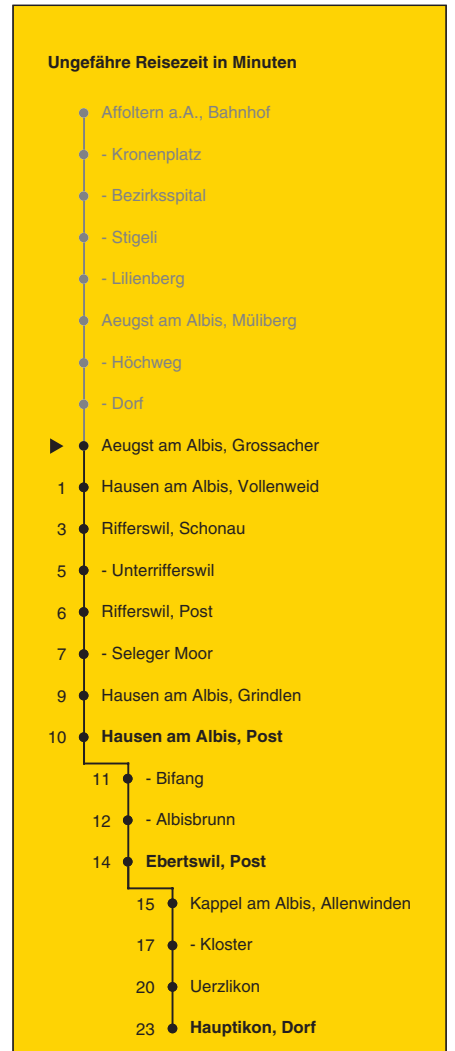 Ungefähre Reisezeit in Minuten
Affoltern a.A., Bahnhof
- Kronenplatz
- Bezirksspital
- Stigeli
- Lilienberg
Aeugst am Albis, Müliberg
- Höchweg
- Dorf
Aeugst am Albis, Grossacher
1 Hausen am Albis, Vollenweid
3 Rifferswil, Schonau
5 - Unterrifferswil
6 Rifferswil, Post
7 - Seleger Moor
9 Hausen am Albis, Grindlen
10 Hausen am Albis, Post
11 - Bifang
12 - Albisbrunn
14 Ebertswil, Post
15 Kappel am Albis, Allenwinden
17 - Kloster
20 Uerzlikon
23 Hauptikon, Dorf